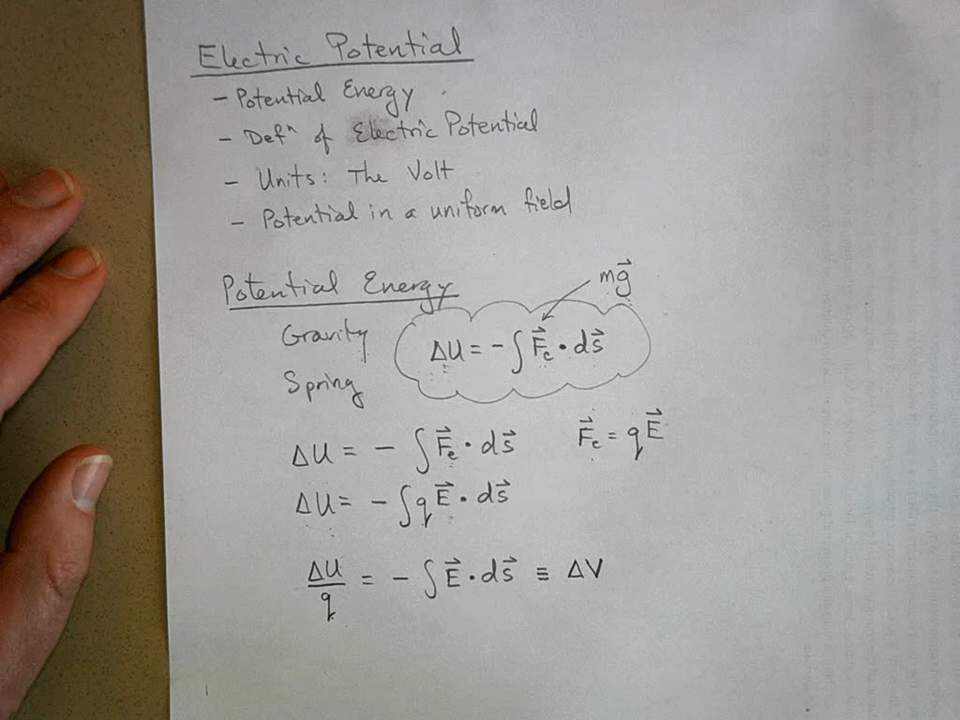 Electric Potential
- Potential Energy
- Defⁿ of Electric Potential
- Units: The Volt
- Potential in a uniform field
Potential Energy
mg⃗
Gravity
ΔU = - ∫ F⃗c • ds⃗
Spring
ΔU = - ∫ F⃗e • ds⃗ F⃗e = qE⃗
ΔU = - ∫ qE⃗ • ds⃗
ΔU/q = - ∫ E⃗ • ds⃗ ≡ ΔV